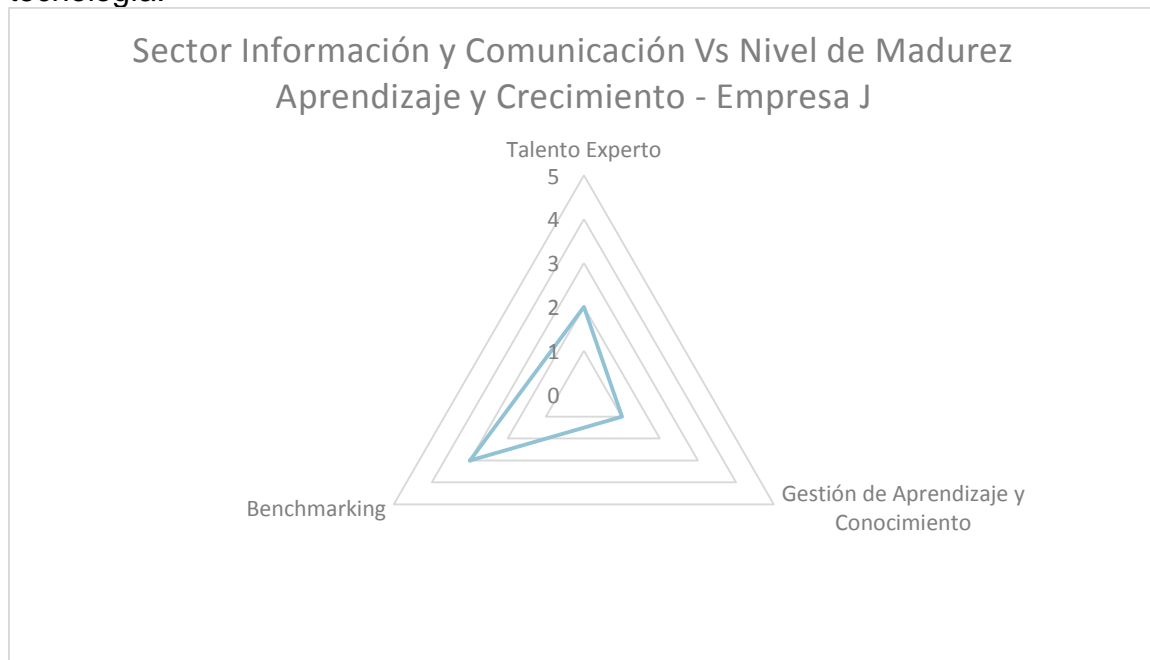 tecnología.
Sector Información y Comunicación Vs Nivel de Madurez
Aprendizaje y Crecimiento - Empresa J
Talento Experto
5
4
3
2
1
0
Benchmarking
Gestión de Aprendizaje y
Conocimiento